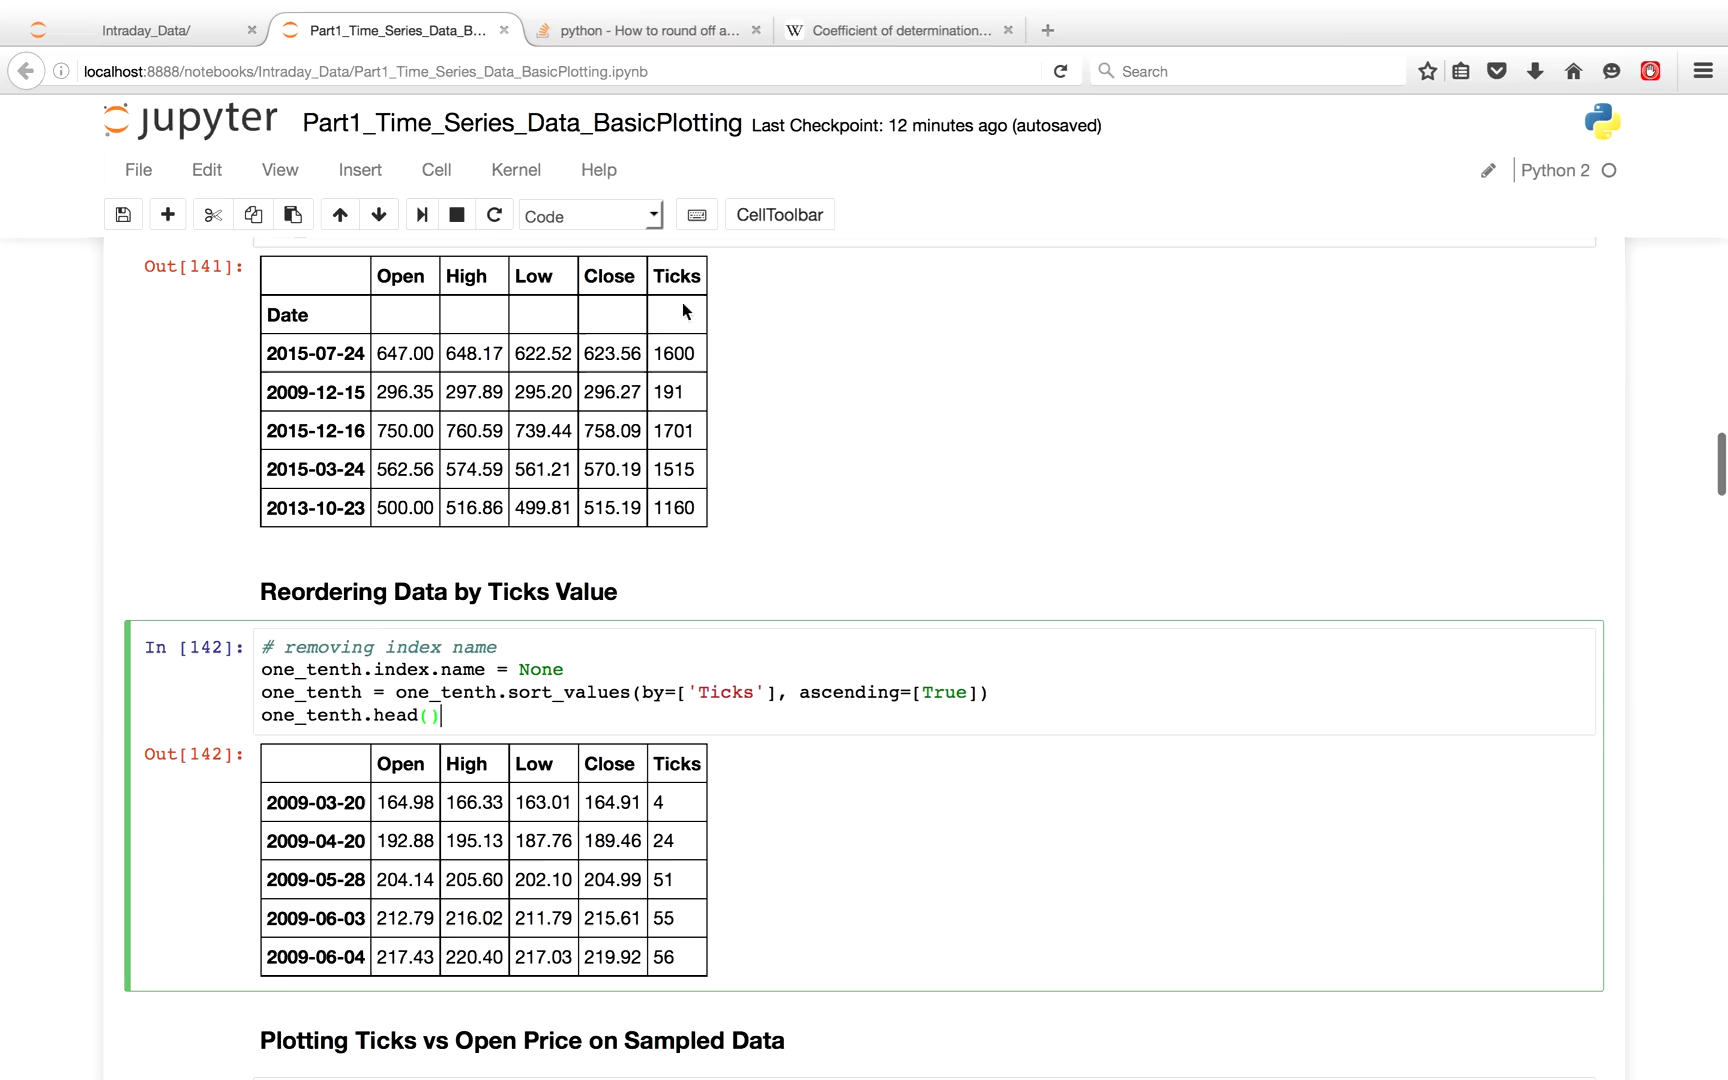 Intraday_Data/
Part1_Time_Series_Data_B...
python - How to round off a...
W Coefficient of determination...
localhost:8888/notebooks/Intraday_Data/Part1_Time_Series_Data_BasicPlotting.ipynb
Search
jupyter Part1_Time_Series_Data_BasicPlotting Last Checkpoint: 12 minutes ago (autosaved)
File Edit View Insert Cell Kernel Help
Python 2
Code
CellToolbar
Out[141]:
Open High Low Close Ticks
Date
2015-07-24 647.00 648.17 622.52 623.56 1600
2009-12-15 296.35 297.89 295.20 296.27 191
2015-12-16 750.00 760.59 739.44 758.09 1701
2015-03-24 562.56 574.59 561.21 570.19 1515
2013-10-23 500.00 516.86 499.81 515.19 1160
Reordering Data by Ticks Value
In [142]: # removing index name
one_tenth.index.name = None
one_tenth = one_tenth.sort_values(by=['Ticks'], ascending=[True])
one_tenth.head()
Out[142]:
Open High Low Close Ticks
2009-03-20 164.98 166.33 163.01 164.91 4
2009-04-20 192.88 195.13 187.76 189.46 24
2009-05-28 204.14 205.60 202.10 204.99 51
2009-06-03 212.79 216.02 211.79 215.61 55
2009-06-04 217.43 220.40 217.03 219.92 56
Plotting Ticks vs Open Price on Sampled Data